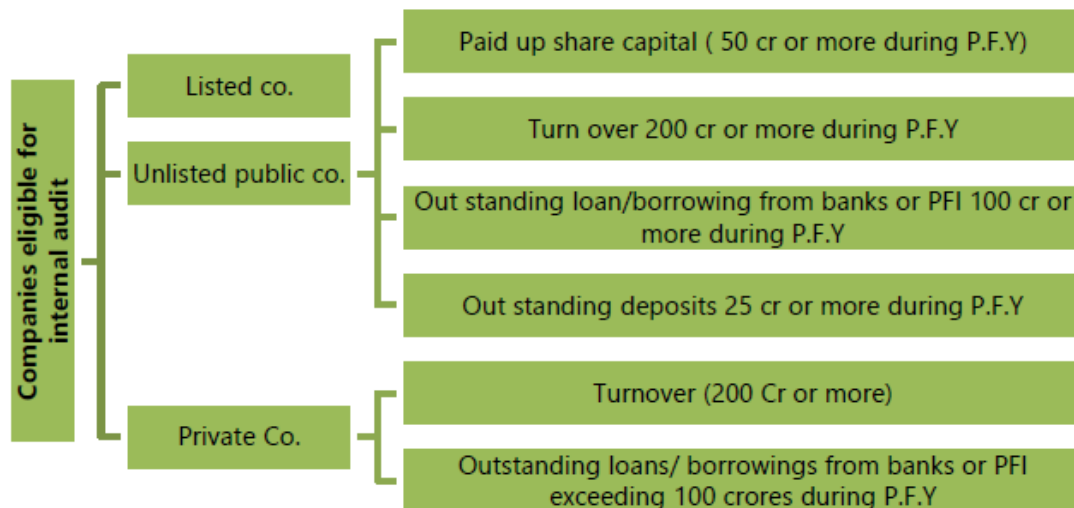 Companies eligible for
internal audit
Listed co.
Unlisted public co.
Paid up share capital ( 50 cr or more during P.F.Y)
Turn over 200 cr or more during P.F.Y
Out standing loan/borrowing from banks or PFI 100 cr or
more during P.F.Y
Out standing deposits 25 cr or more during P.F.Y
Private Co.
Turnover (200 Cr or more)
Outstanding loans/ borrowings from banks or PFI
exceeding 100 crores during P.F.Y